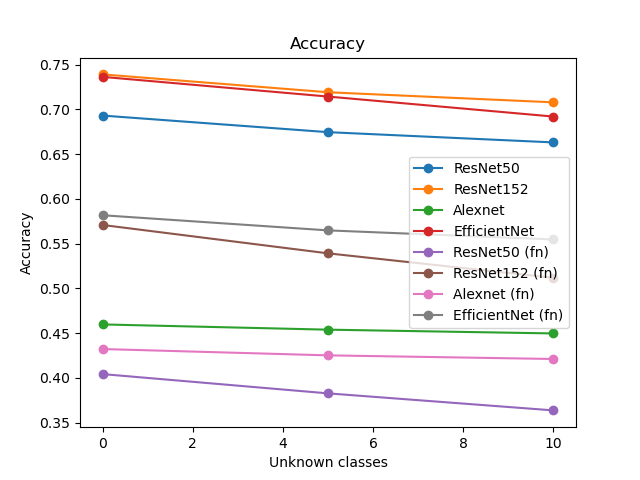 Accuracy
0.75
0.70
0.65
0.60
0.55
0.50
0.45
0.40
0.35
Accuracy
ResNet50
ResNet152
Alexnet
EfficientNet
ResNet50 (fn)
ResNet152 (fn)
Alexnet (fn)
EfficientNet (fn)
0 2 4 6 8 10
Unknown classes